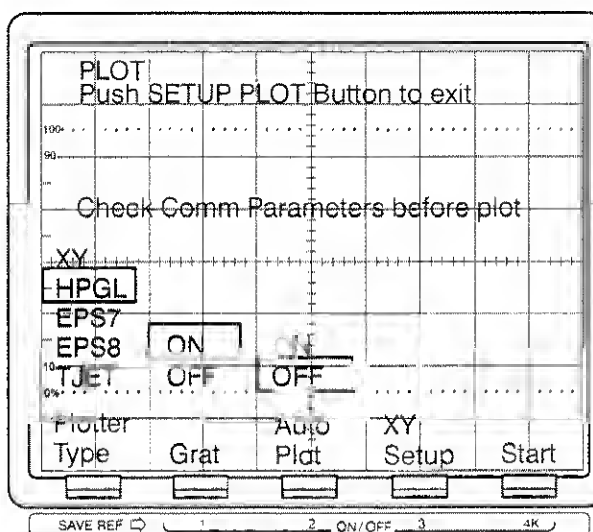 PLOT
Push SETUP PLOT Button to exit
100
90
Check Comm Parameters before plot
XY
HPGL
EPS7
EPS8 ON ON
10
TJET OFF OFF
0%
Plotter Auto XY
Type Grat Plot Setup Start
SAVE REF ⇨ 1 2 ON/OFF 3 4K